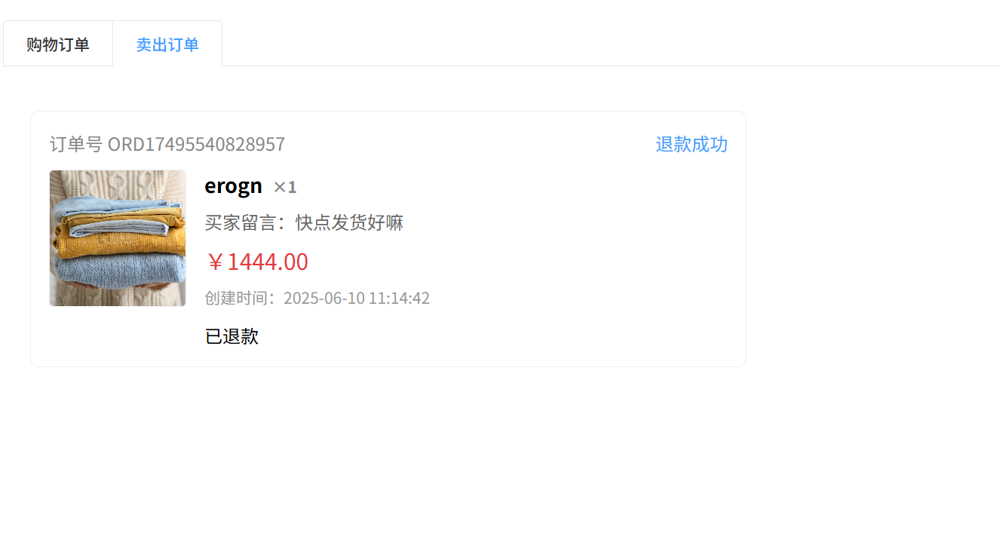 购物订单 卖出订单
订单号 ORD17495540828957 退款成功
erogn ×1
买家留言：快点发货好嘛
￥1444.00
创建时间：2025-06-10 11:14:42
已退款